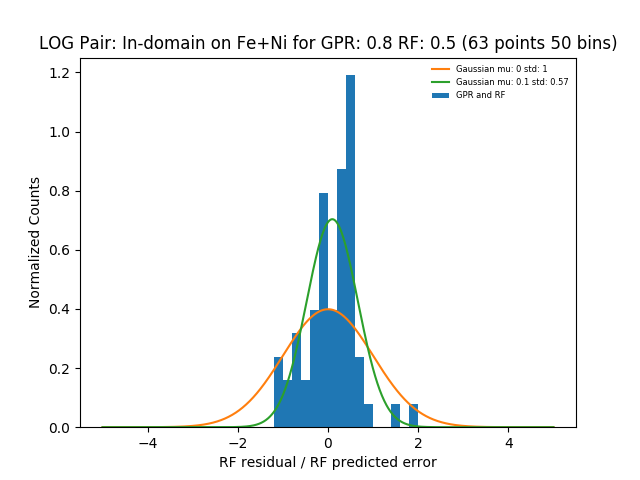 LOG Pair: In-domain on Fe+Ni for GPR: 0.8 RF: 0.5 (63 points 50 bins)
Gaussian mu: 0 std: 1
Gaussian mu: 0.1 std: 0.57
GPR and RF
Normalized Counts
1.2
1.0
0.8
0.6
0.4
0.2
0.0
−4 −2 0 2 4
RF residual / RF predicted error